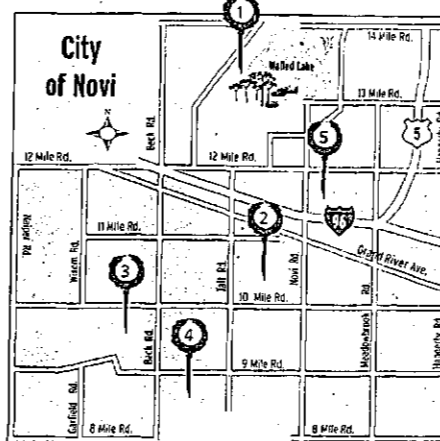 1
City
of Novi
14 Mile Rd.
Walled Lake
13 Mile Rd.
Beck Rd.
N
5
5
12 Mile Rd.
12 Mile Rd.
2
11 Mile Rd.
Grand River Ave.
Napier Rd.
Wixom Rd.
3
Taft Rd.
Novi Rd.
10 Mile Rd.
Rd.
4
Beck Rd.
Meadowbrook
Haggerty Rd.
9 Mile Rd.
Garfield Rd.
8 Mile Rd.
8 Mile Rd.